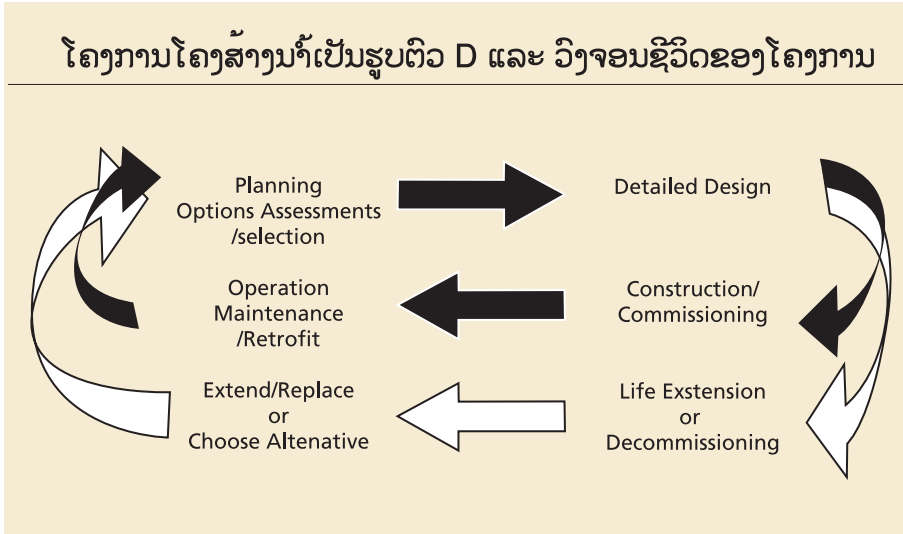 ໂຄງການໂຄງສ້າງນ້ຳເປັນຮູບຕົວ D ແລະ ວົງຈອນຊີວິດຂອງໂຄງການ
Planning
Options Assessments
/selection
Detailed Design
Operation
Maintenance
/Retrofit
Construction/
Commissioning
Extend/Replace
or
Choose Altenative
Life Exstension
or
Decommissioning